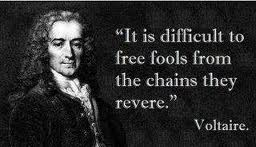 “It is difficult to
free fools from
the chains they
revere.”
Voltaire.